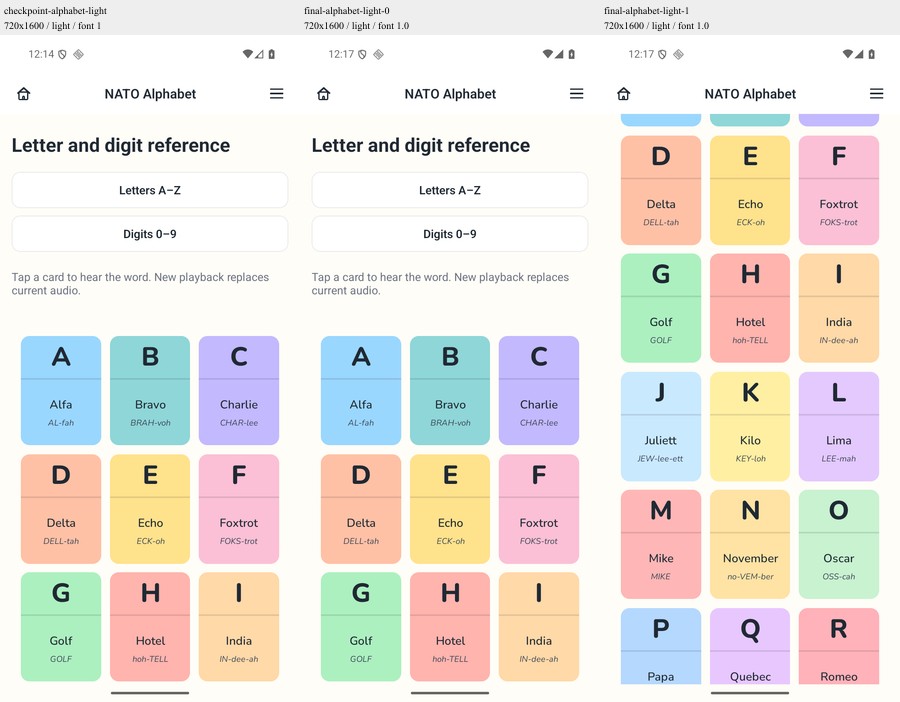 checkpoint-alphabet-light
720x1600 / light / font 1
12:14
NATO Alphabet
Letter and digit reference
Letters A–Z
Digits 0–9
Tap a card to hear the word. New playback replaces
current audio.
A B C
Alfa Bravo Charlie
AL-fah BRAH-voh CHAR-lee
D E F
Delta Echo Foxtrot
DELL-tah ECK-oh FOKS-trot
G H I
Golf Hotel India
GOLF hoh-TELL IN-dee-ah
final-alphabet-light-0
720x1600 / light / font 1.0
12:17
NATO Alphabet
Letter and digit reference
Letters A–Z
Digits 0–9
Tap a card to hear the word. New playback replaces
current audio.
A B C
Alfa Bravo Charlie
AL-fah BRAH-voh CHAR-lee
D E F
Delta Echo Foxtrot
DELL-tah ECK-oh FOKS-trot
G H I
Golf Hotel India
GOLF hoh-TELL IN-dee-ah
final-alphabet-light-1
720x1600 / light / font 1.0
12:17
NATO Alphabet
D E F
Delta Echo Foxtrot
DELL-tah ECK-oh FOKS-trot
G H I
Golf Hotel India
GOLF hoh-TELL IN-dee-ah
J K L
Juliett Kilo Lima
JEW-lee-ett KEY-loh LEE-mah
M N O
Mike November Oscar
MIKE no-VEM-ber OSS-cah
P Q R
Papa Quebec Romeo